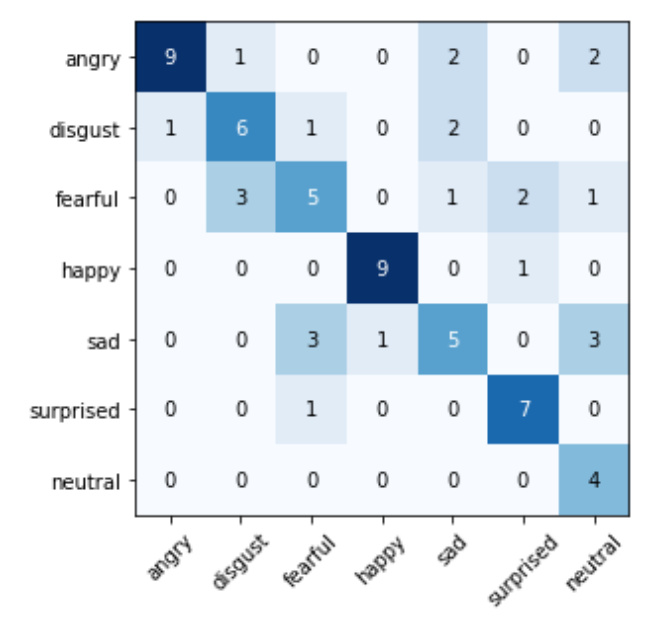 angry 9 1 0 0 2 0 2
disgust 1 6 1 0 2 0 0
fearful 0 3 5 0 1 2 1
happy 0 0 0 9 0 1 0
sad 0 0 3 1 5 0 3
surprised 0 0 1 0 0 7 0
neutral 0 0 0 0 0 0 4
angry disgust fearful happy sad surprised neutral